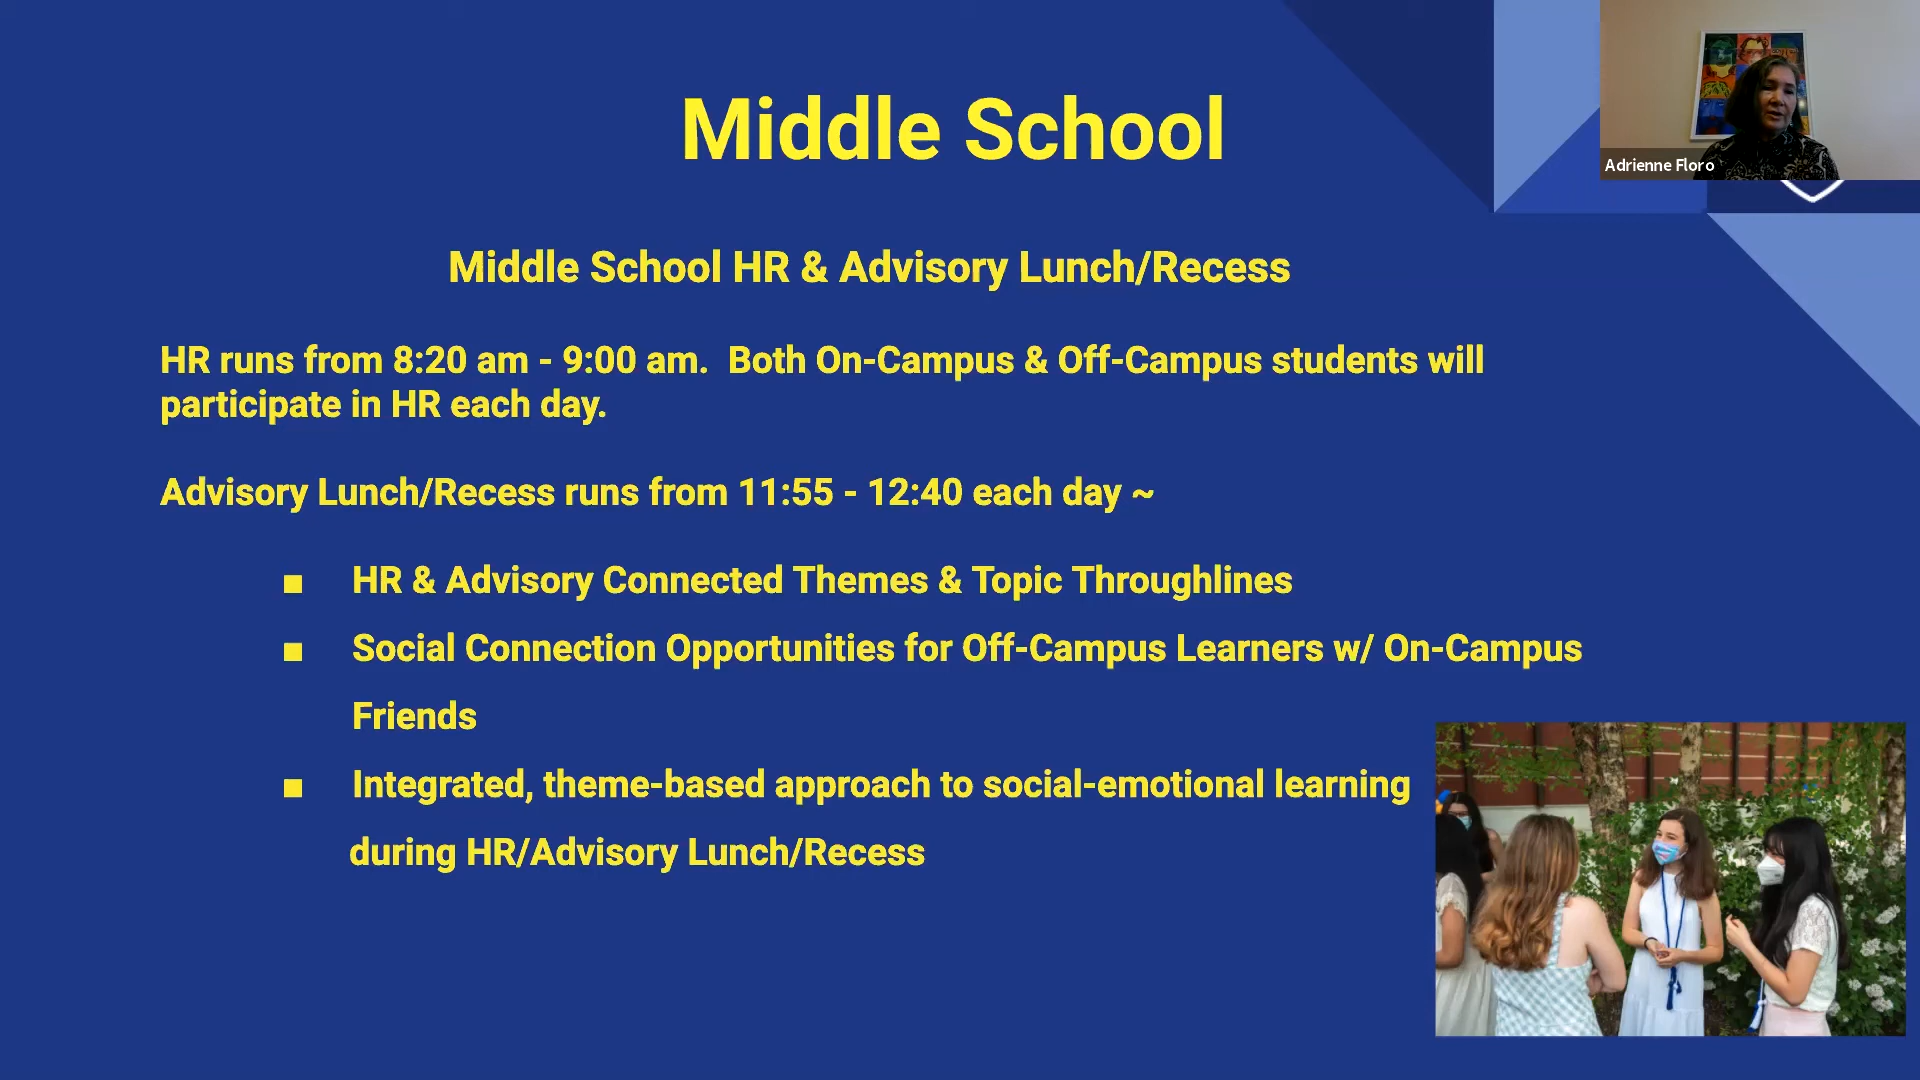 Middle School
Adrienne Floro
Middle School HR & Advisory Lunch/Recess
HR runs from 8:20 am - 9:00 am.  Both On-Campus & Off-Campus students will
participate in HR each day.
Advisory Lunch/Recess runs from 11:55 - 12:40 each day ~
■ HR & Advisory Connected Themes & Topic Throughlines
■ Social Connection Opportunities for Off-Campus Learners w/ On-Campus
Friends
■ Integrated, theme-based approach to social-emotional learning
during HR/Advisory Lunch/Recess